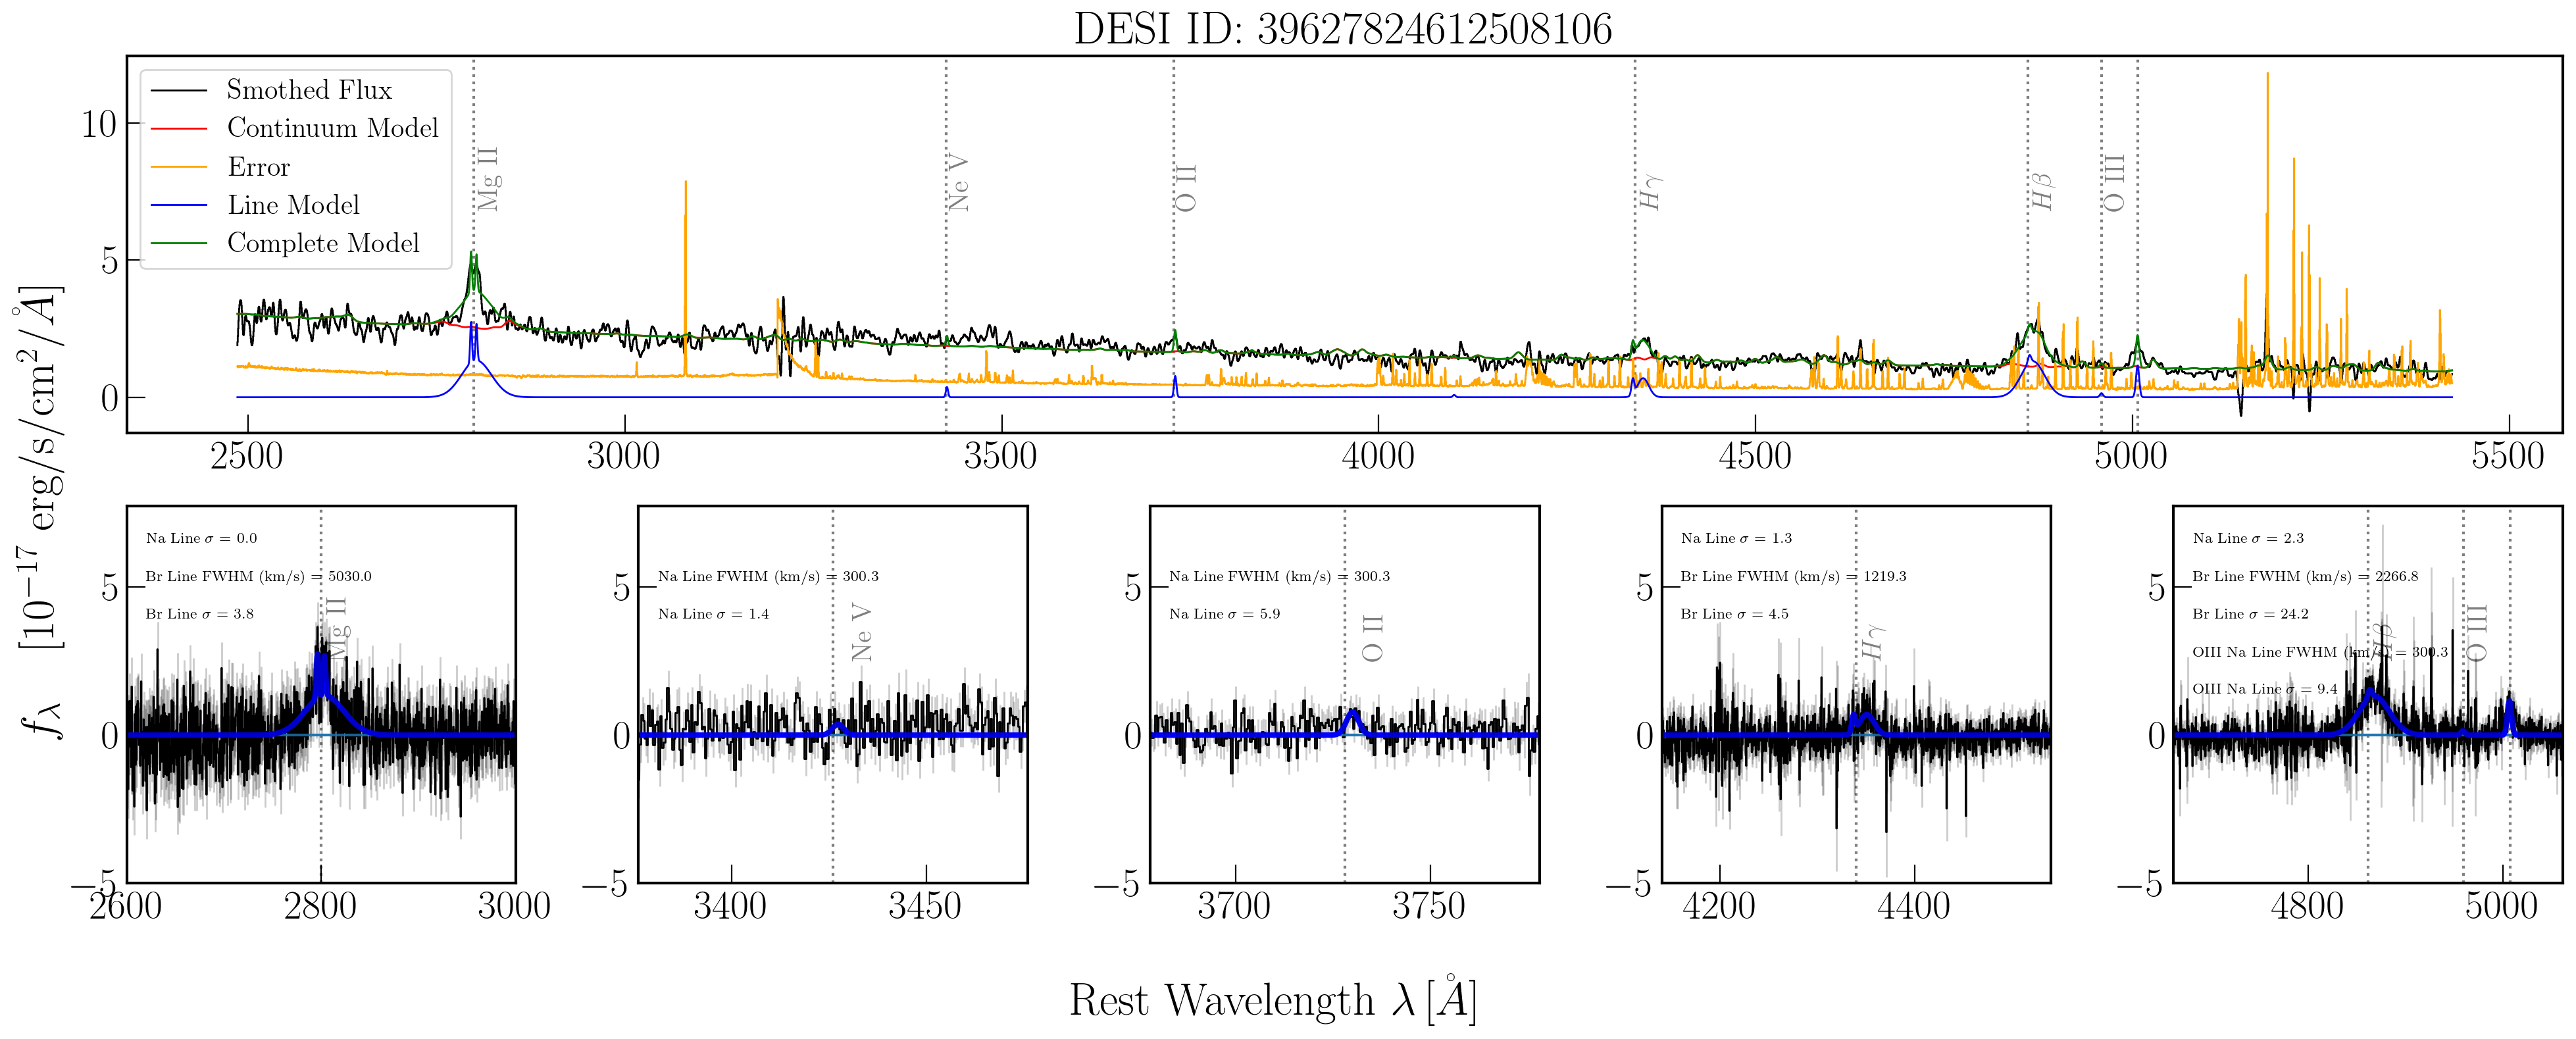 DESI ID: 39627824612508106
Smothed Flux
Continuum Model
Error
Line Model
Complete Model
Mg II
Ne V
O II
Hγ
Hβ
O III
10
5
0
2500 3000 3500 4000 4500 5000 5500
fλ [10⁻¹⁷ erg/s/cm²/Å]
Na Line σ = 0.0
Br Line FWHM (km/s) = 5030.0
Br Line σ = 3.8
Mg II
5
0
−5
2600 2800 3000
Na Line FWHM (km/s) = 300.3
Na Line σ = 1.4
Ne V
5
0
−5
3400 3450
Na Line FWHM (km/s) = 300.3
Na Line σ = 5.9
O II
5
0
−5
3700 3750
Na Line σ = 1.3
Br Line FWHM (km/s) = 1219.3
Br Line σ = 4.5
Hγ
5
0
−5
4200 4400
Na Line σ = 2.3
Br Line FWHM (km/s) = 2266.8
Br Line σ = 24.2
OIII Na Line FWHM (km/s) = 300.3
OIII Na Line σ = 9.4
Hβ
O III
5
0
−5
4800 5000
Rest Wavelength λ [Å]